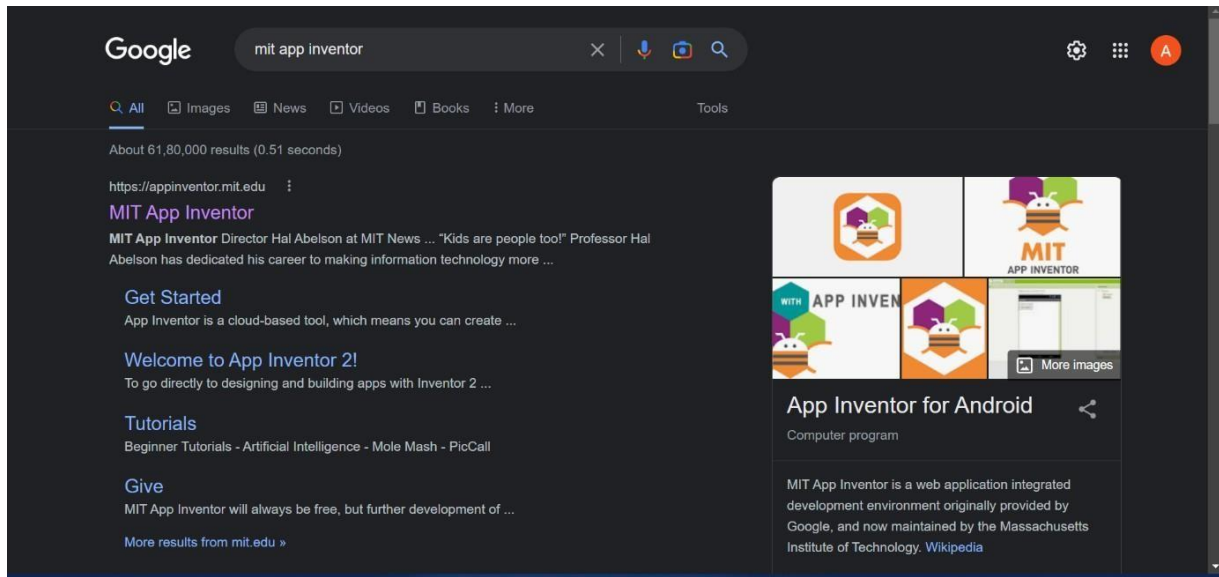 Google
mit app inventor
A
All
Images
News
Videos
Books
More
Tools
About 61,80,000 results (0.51 seconds)
https://appinventor.mit.edu
MIT App Inventor
MIT App Inventor Director Hal Abelson at MIT News ... “Kids are people too!” Professor Hal
Abelson has dedicated his career to making information technology more ...
Get Started
App Inventor is a cloud-based tool, which means you can create ...
Welcome to App Inventor 2!
To go directly to designing and building apps with Inventor 2 ...
Tutorials
Beginner Tutorials - Artificial Intelligence - Mole Mash - PicCall
Give
MIT App Inventor will always be free, but further development of ...
More results from mit.edu »
MIT
APP INVENTOR
WITH APP INVEN
More images
App Inventor for Android
Computer program
MIT App Inventor is a web application integrated
development environment originally provided by
Google, and now maintained by the Massachusetts
Institute of Technology. Wikipedia